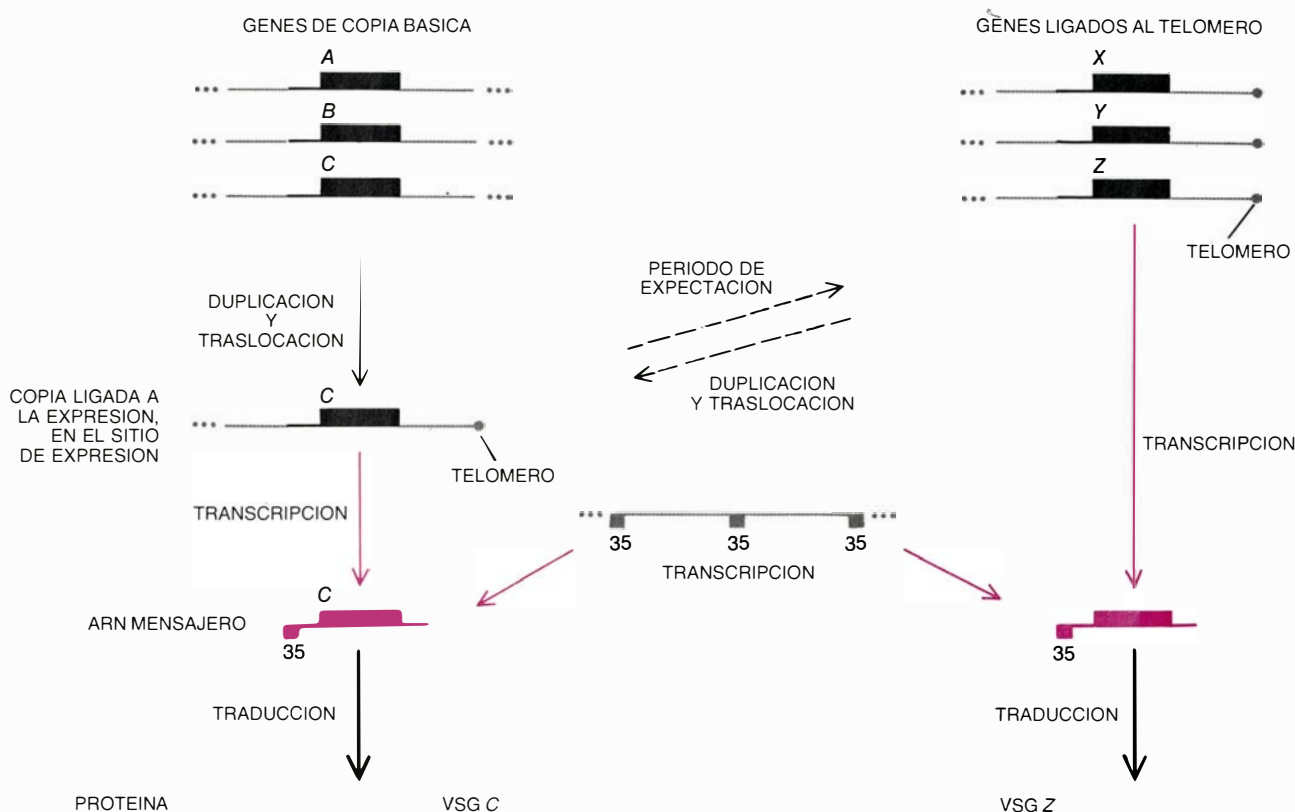 GENES DE COPIA BASICA
A
B
C
DUPLICACION
Y
TRASLOCACION
COPIA LIGADA A
LA EXPRESION,
EN EL SITIO
DE EXPRESION
C
TELOMERO
TRANSCRIPCION
C
ARN MENSAJERO
35
TRADUCCION
PROTEINA
VSG C
PERIODO DE
EXPECTACION
DUPLICACION
Y TRASLOCACION
35 35 35
TRANSCRIPCION
GENES LIGADOS AL TELOMERO
X
Y
Z
TELOMERO
TRANSCRIPCION
35
TRADUCCION
VSG Z